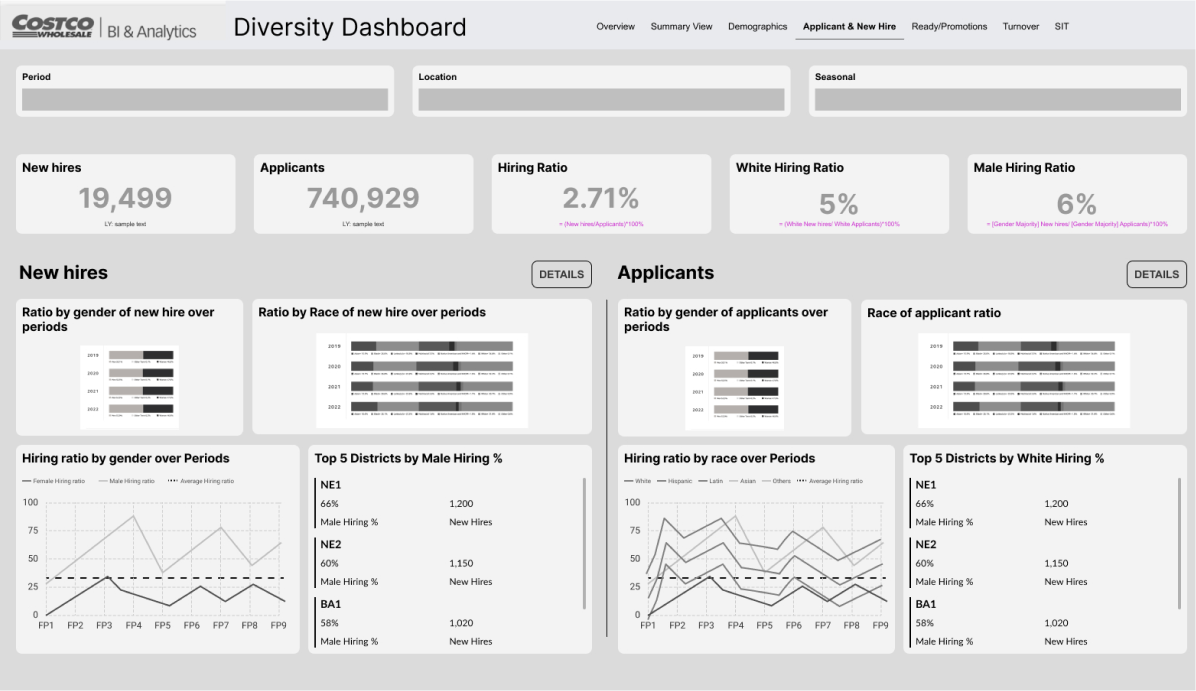 COSTCO
WHOLESALE
BI & Analytics
Diversity Dashboard
Overview
Summary View
Demographics
Applicant & New Hire
Ready/Promotions
Turnover
SIT
Period
Location
Seasonal
New hires
19,499
LY: sample text
Applicants
740,929
LY: sample text
Hiring Ratio
2.71%
= (New hires/Applicants)*100%
White Hiring Ratio
5%
= (White New hires/ White Applicants)*100%
Male Hiring Ratio
6%
= [Gender Majority] New hires/ [Gender Majority] Applicants)*100%
New hires
DETAILS
Ratio by gender of new hire over
periods
2019
2020
2021
2022
Ratio by Race of new hire over periods
2019
2020
2021
2022
Hiring ratio by gender over Periods
Female Hiring ratio
Male Hiring ratio
Average Hiring ratio
100
75
50
25
0
FP1 FP2 FP3 FP4 FP5 FP6 FP7 FP8 FP9
Top 5 Districts by Male Hiring %
NE1
66% 1,200
Male Hiring % New Hires
NE2
60% 1,150
Male Hiring % New Hires
BA1
58% 1,020
Male Hiring % New Hires
Applicants
DETAILS
Ratio by gender of applicants over
periods
2019
2020
2021
2022
Race of applicant ratio
2019
2020
2021
2022
Hiring ratio by race over Periods
White
Hispanic
Latin
Asian
Others
Average Hiring ratio
100
75
50
25
0
FP1 FP2 FP3 FP4 FP5 FP6 FP7 FP8 FP9
Top 5 Districts by White Hiring %
NE1
66% 1,200
Male Hiring % New Hires
NE2
60% 1,150
Male Hiring % New Hires
BA1
58% 1,020
Male Hiring % New Hires